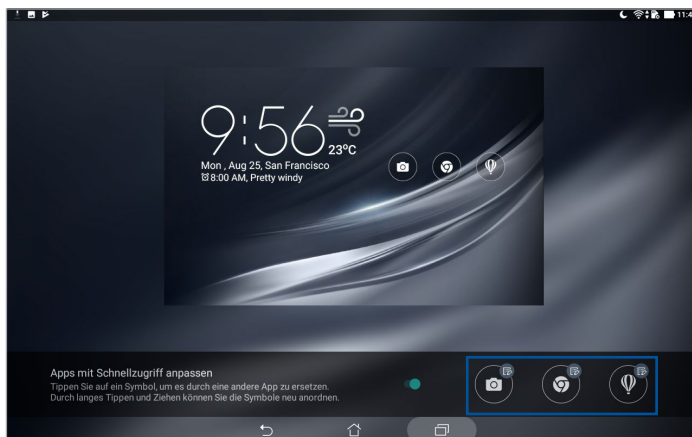 11:4
9:56
23°C
Mon , Aug 25, San Francisco
8:00 AM, Pretty windy
Apps mit Schnellzugriff anpassen
Tippen Sie auf ein Symbol, um es durch eine andere App zu ersetzen.
Durch langes Tippen und Ziehen können Sie die Symbole neu anordnen.